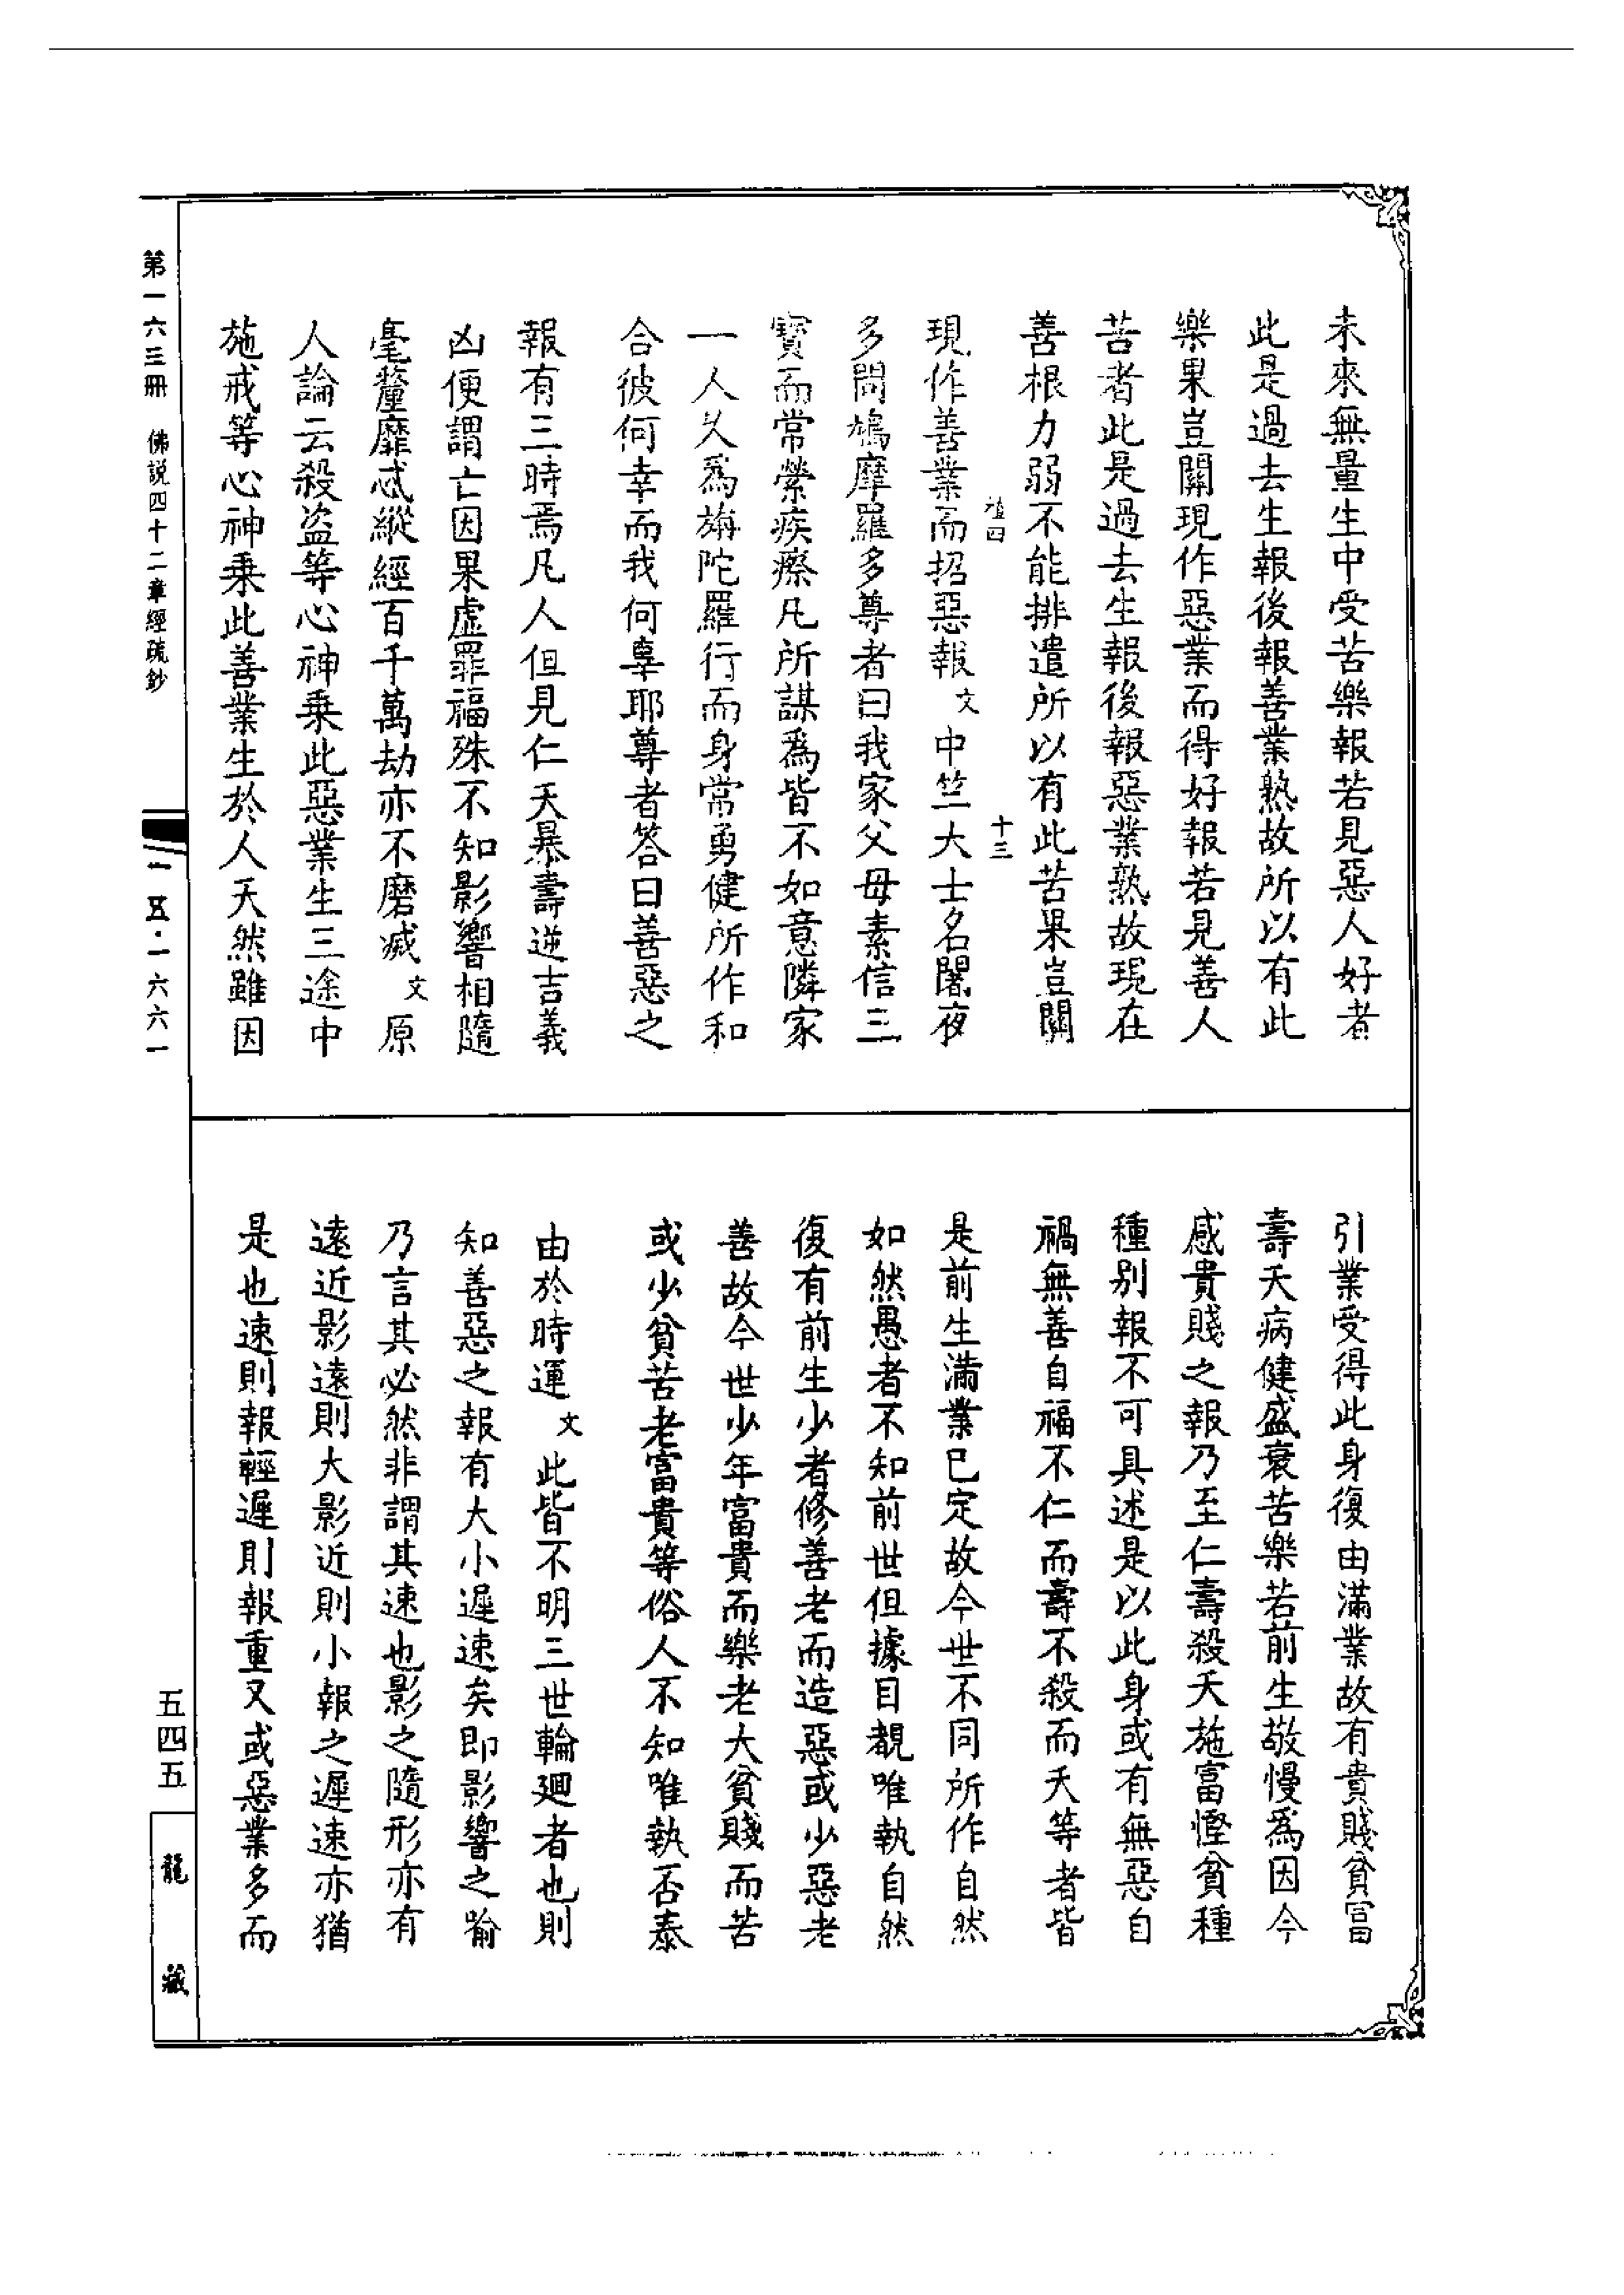 未來無量生中受苦樂報若見惡人好者
此是過去生報後報善業熟故所以有此
樂果豈關現作惡業而得好報若見善人
苦者此是過去生報後報惡業熟故現在
善根力弱不能排遣所以有此苦果豈關
十三
現作善業而招惡報文中竺大士名闍夜
多問鳩摩羅多尊者曰我家父母素信三
寶而常縈疾瘵凡所謀爲皆不如意隣家
一人久爲旃陀羅行而身常勇健所作和
合彼何幸而我何辜耶尊者答曰善惡之
報有三時焉凡人但見仁夭暴壽逆吉義
凶便謂亡因果虛罪福殊不知影響相隨
毫釐靡忒縱經百千萬劫亦不磨滅文原
人論云殺盜等心神乘此惡業生三途中
施戒等心神乘此善業生於人天然雖因
引業受得此身復由滿業故有貴賤貧富
壽夭病健盛衰苦樂若前生敬慢爲因今
感貴賤之報乃至仁壽殺夭施富慳貧種
種別報不可具述是以此身或有無惡自
禍無善自福不仁而壽不殺而夭等者皆
是前生滿業已定故今世不同所作自然
如然愚者不知前世但據目覩唯執自然
復有前生少者修善老而造惡或少惡老
善故今世少年富貴而樂老大貧賤而苦
或少貧苦老富貴等俗人不知唯執否泰
由於時運文此皆不明三世輪廻者也則
知善惡之報有大小遲速矣即影響之喻
乃言其必然非謂其速也影之隨形亦有
遠近影遠則大影近則小報之遲速亦猶
是也速則報輕遲則報重又或惡業多而
第一六三冊 佛説四十二章經疏鈔
一五·一六六一
五四五
龍藏